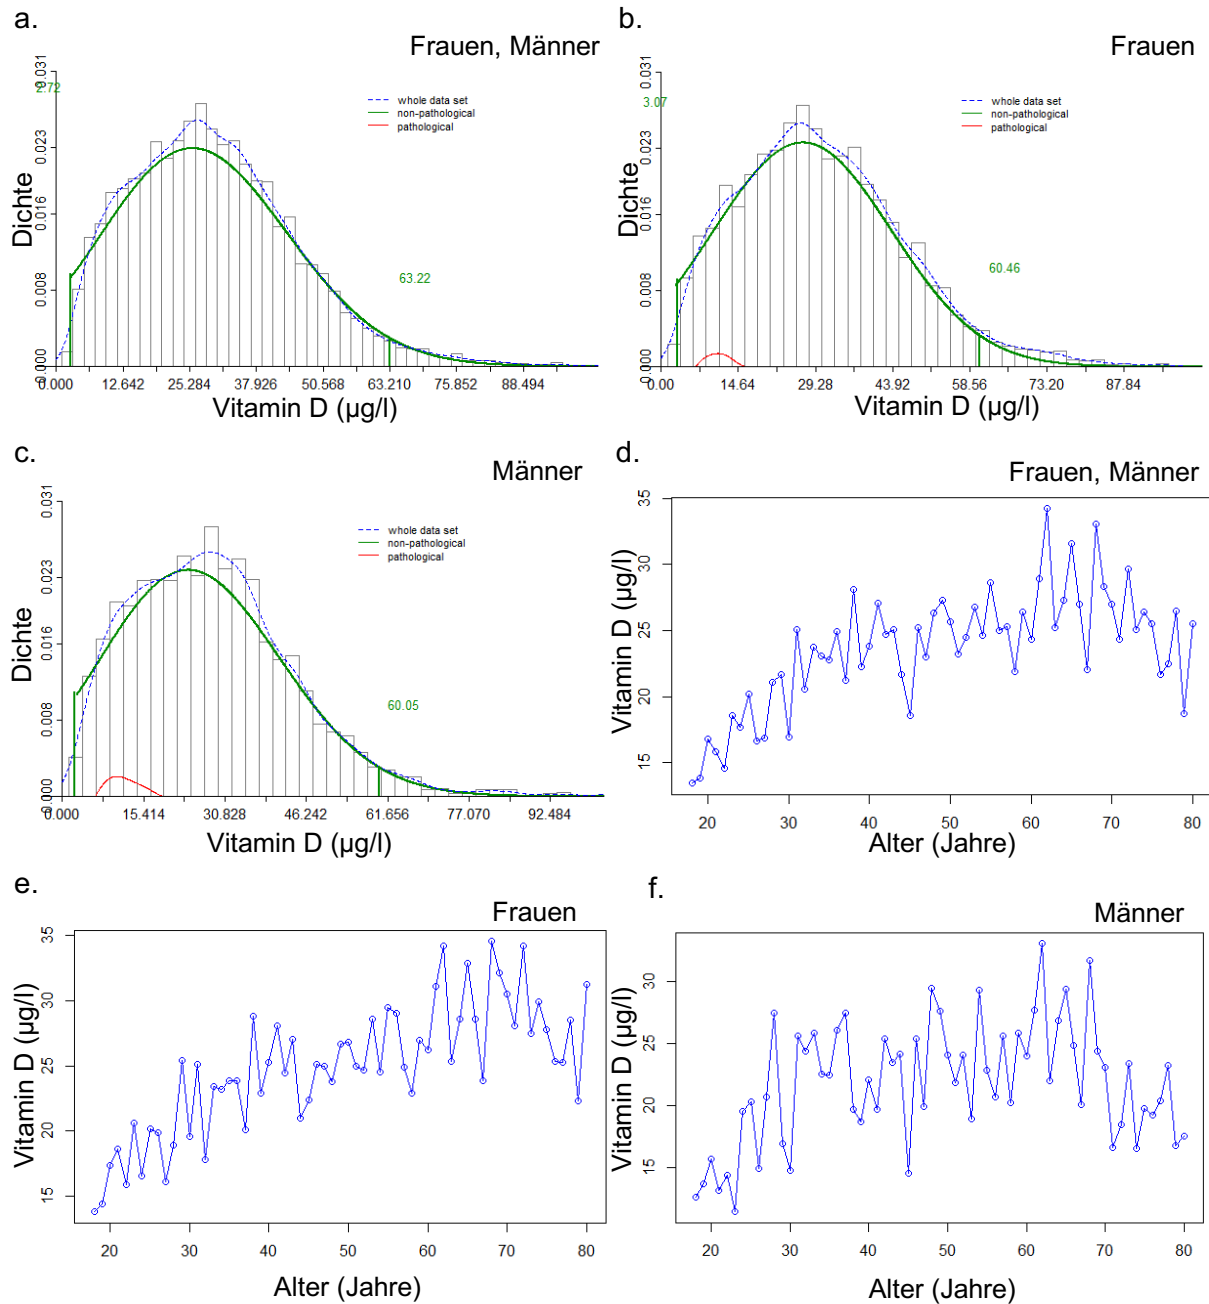 a.
Frauen, Männer
2.72
63.22
whole data set
non-pathological
pathological
Dichte
0.000 0.008 0.016 0.023 0.031
0.000 12.642 25.284 37.926 50.568 63.210 75.852 88.494
Vitamin D (µg/l)
b.
Frauen
3.07
60.46
whole data set
non-pathological
pathological
0.000 0.008 0.016 0.023 0.031
0.00 14.64 29.28 43.92 58.56 73.20 87.84
Vitamin D (µg/l)
c.
Männer
60.05
whole data set
non-pathological
pathological
Dichte
0.000 0.008 0.016 0.023 0.031
0.000 15.414 30.828 46.242 61.656 77.070 92.484
Vitamin D (µg/l)
d.
Frauen, Männer
Vitamin D (µg/l)
15 20 25 30 35
20 30 40 50 60 70 80
Alter (Jahre)
e.
Frauen
Vitamin D (µg/l)
15 20 25 30 35
20 30 40 50 60 70 80
Alter (Jahre)
f.
Männer
Vitamin D (µg/l)
15 20 25 30
20 30 40 50 60 70 80
Alter (Jahre)